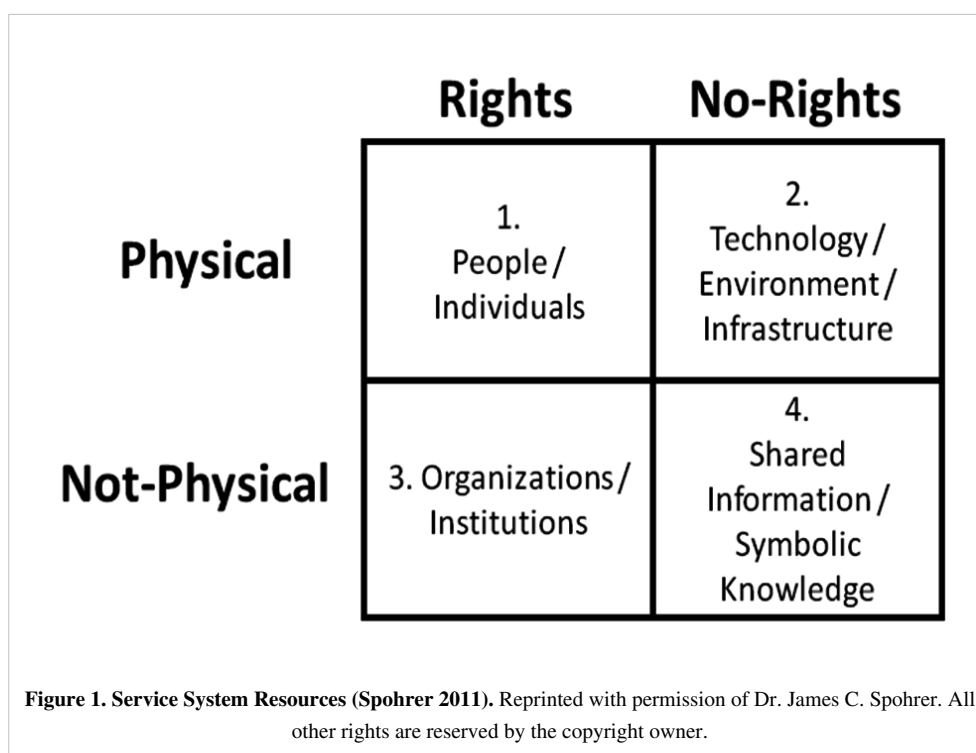 Rights
No-Rights
Physical
1.
People/
Individuals
2.
Technology/
Environment/
Infrastructure
Not-Physical
3. Organizations/
Institutions
4.
Shared
Information/
Symbolic
Knowledge
Figure 1. Service System Resources (Spohrer 2011). Reprinted with permission of Dr. James C. Spohrer. All
other rights are reserved by the copyright owner.